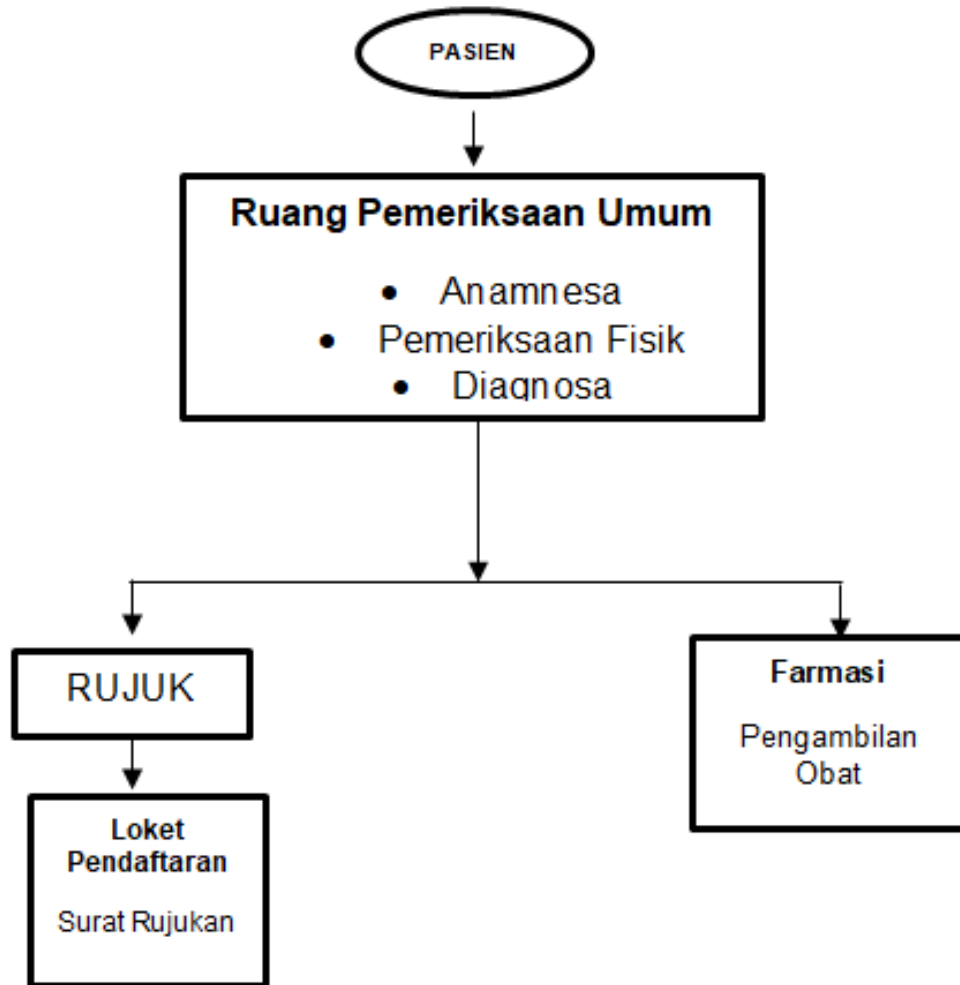 PASIEN
Ruang Pemeriksaan Umum
• Anamnesa
• Pemeriksaan Fisik
• Diagnosa
RUJUK
Loket
Pendaftaran
Surat Rujukan
Farmasi
Pengambilan
Obat